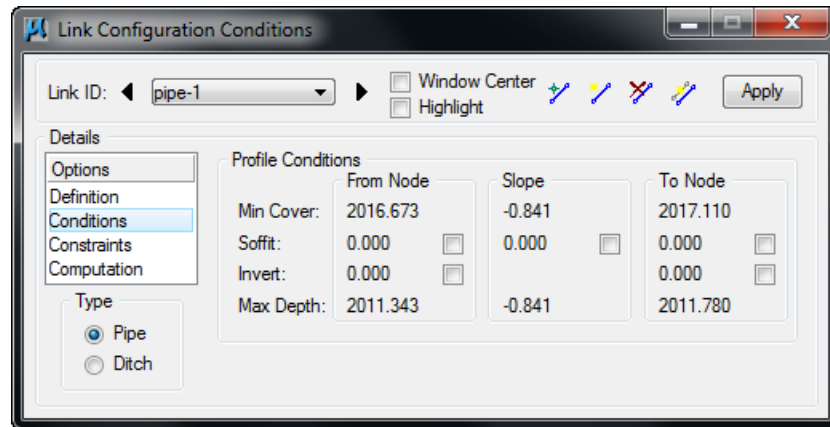 Link Configuration Conditions
Link ID: pipe-1 Window Center Apply
Highlight
Details
Options
Definition
Conditions
Constraints
Computation
Type
Pipe
Ditch
Profile Conditions
From Node Slope To Node
Min Cover: 2016.673 -0.841 2017.110
Soffit: 0.000 0.000 0.000
Invert: 0.000 0.000
Max Depth: 2011.343 -0.841 2011.780